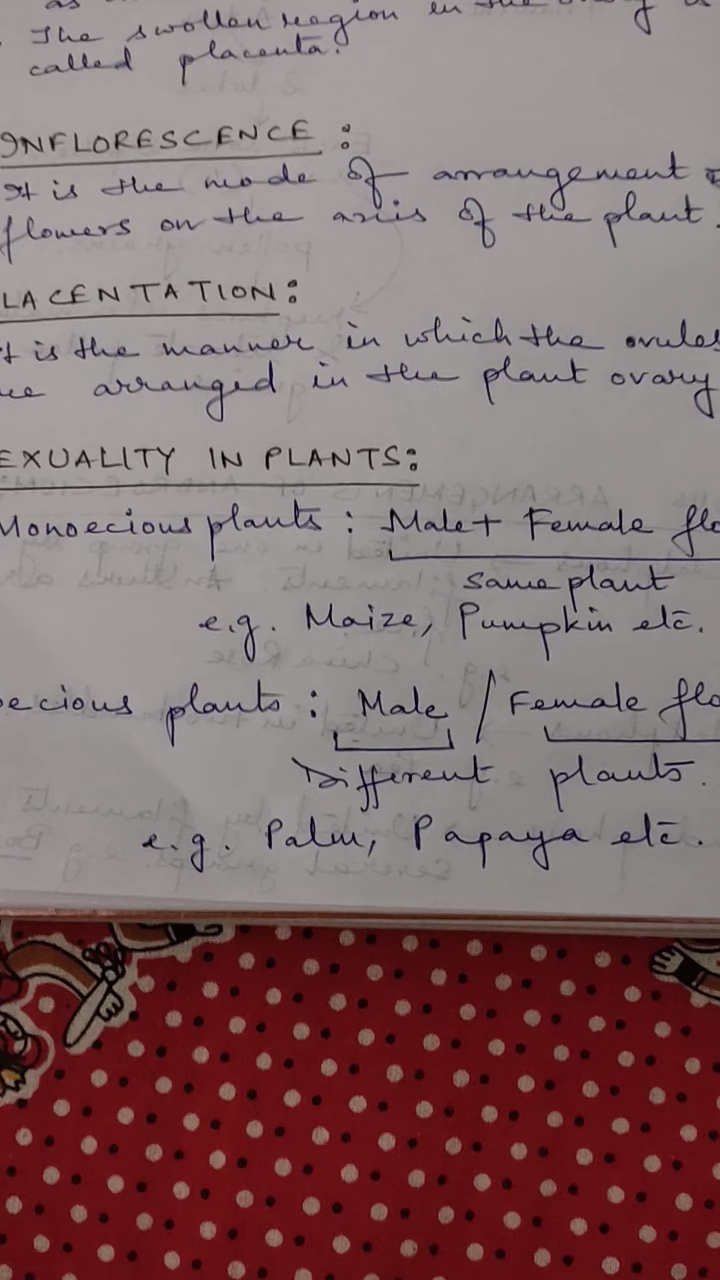 The swollen region in the
called placenta.
INFLORESCENCE :
It is the mode of arrangement
flowers on the axis of the plant.
LACENTATION :
t is the manner in which the ovules
re arranged in the plant ovary
EXUALITY IN PLANTS :
Monoecious plants : Male + Female flo
same plant
e.g. Maize, Pumpkin etc.
oecious plants : Male / Female flo
Different plants.
e.g. Palm, Papaya etc.